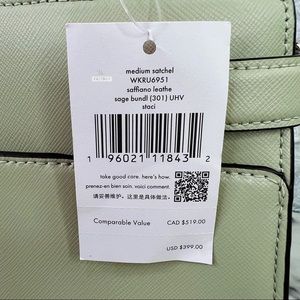 medium satchel
WKRU6951
saffiano leathe
sage bundl (301) UHV
staci
1 96021 11843 2
take good care. here's how.
prenez-en bien soin. voici comment.
请妥善维护。这里是具体做法。
Comparable Value CAD $519.00
USD $399.00